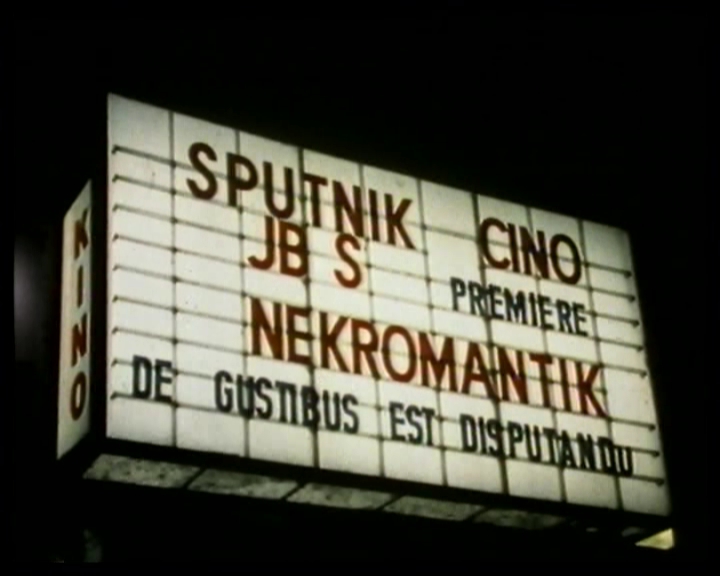 KINO
SPUTNIK CINO
JB S
PREMIERE
NEKROMANTIK
DE GUSTIBUS EST DISPUTANDU